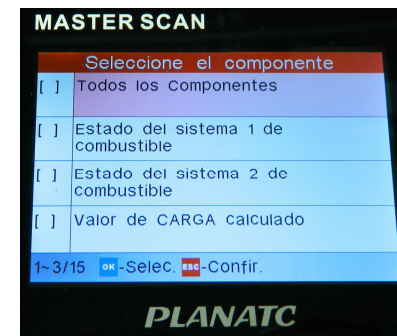 MASTER SCAN
Seleccione el componente
[ ] Todos los Componentes
[ ] Estado del sistema 1 de
combustible
[ ] Estado del sistema 2 de
combustible
[ ] Valor de CARGA calculado
1~3/15 OK-Selec. ESC-Confir.
PLANATC